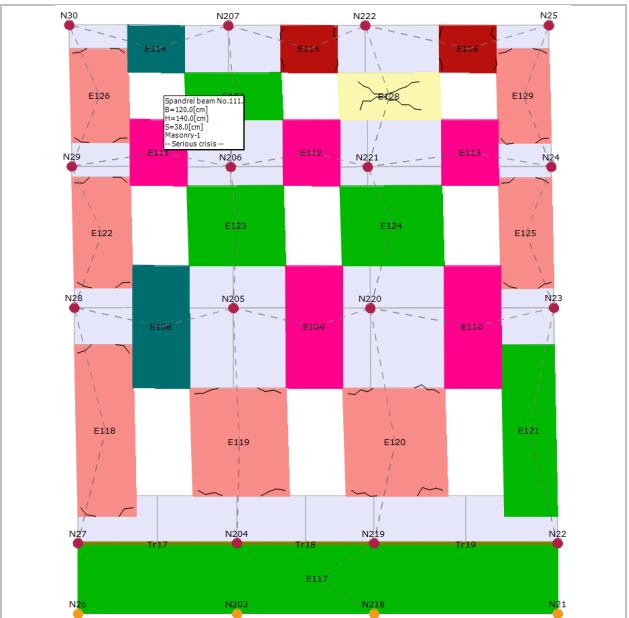 N30
N207
N222
N25
E114
E115
E116
E126
E128
E129
Spandrel beam No.111.
B=120.0[cm]
H=140.0[cm]
S=38.0[cm]
Masonry-1
-- Serious crisis --
E111
E112
E113
N29
N206
N221
N24
E122
E123
E124
E125
N28
N205
N220
N23
E108
E109
E110
E118
E119
E120
E121
N27
N204
N219
N22
Tr17
Tr18
Tr19
E117
N26
N203
N218
N21